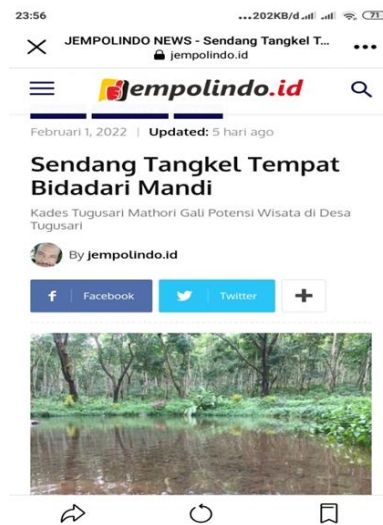 23:56 ...202KB/d 71
JEMPOLINDO NEWS - Sendang Tangkel T...
jempolindo.id
jempolindo.id
Februari 1, 2022 | Updated: 5 hari ago
Sendang Tangkel Tempat
Bidadari Mandi
Kades Tugusari Mathori Gali Potensi Wisata di Desa
Tugusari
By jempolindo.id
Facebook
Twitter